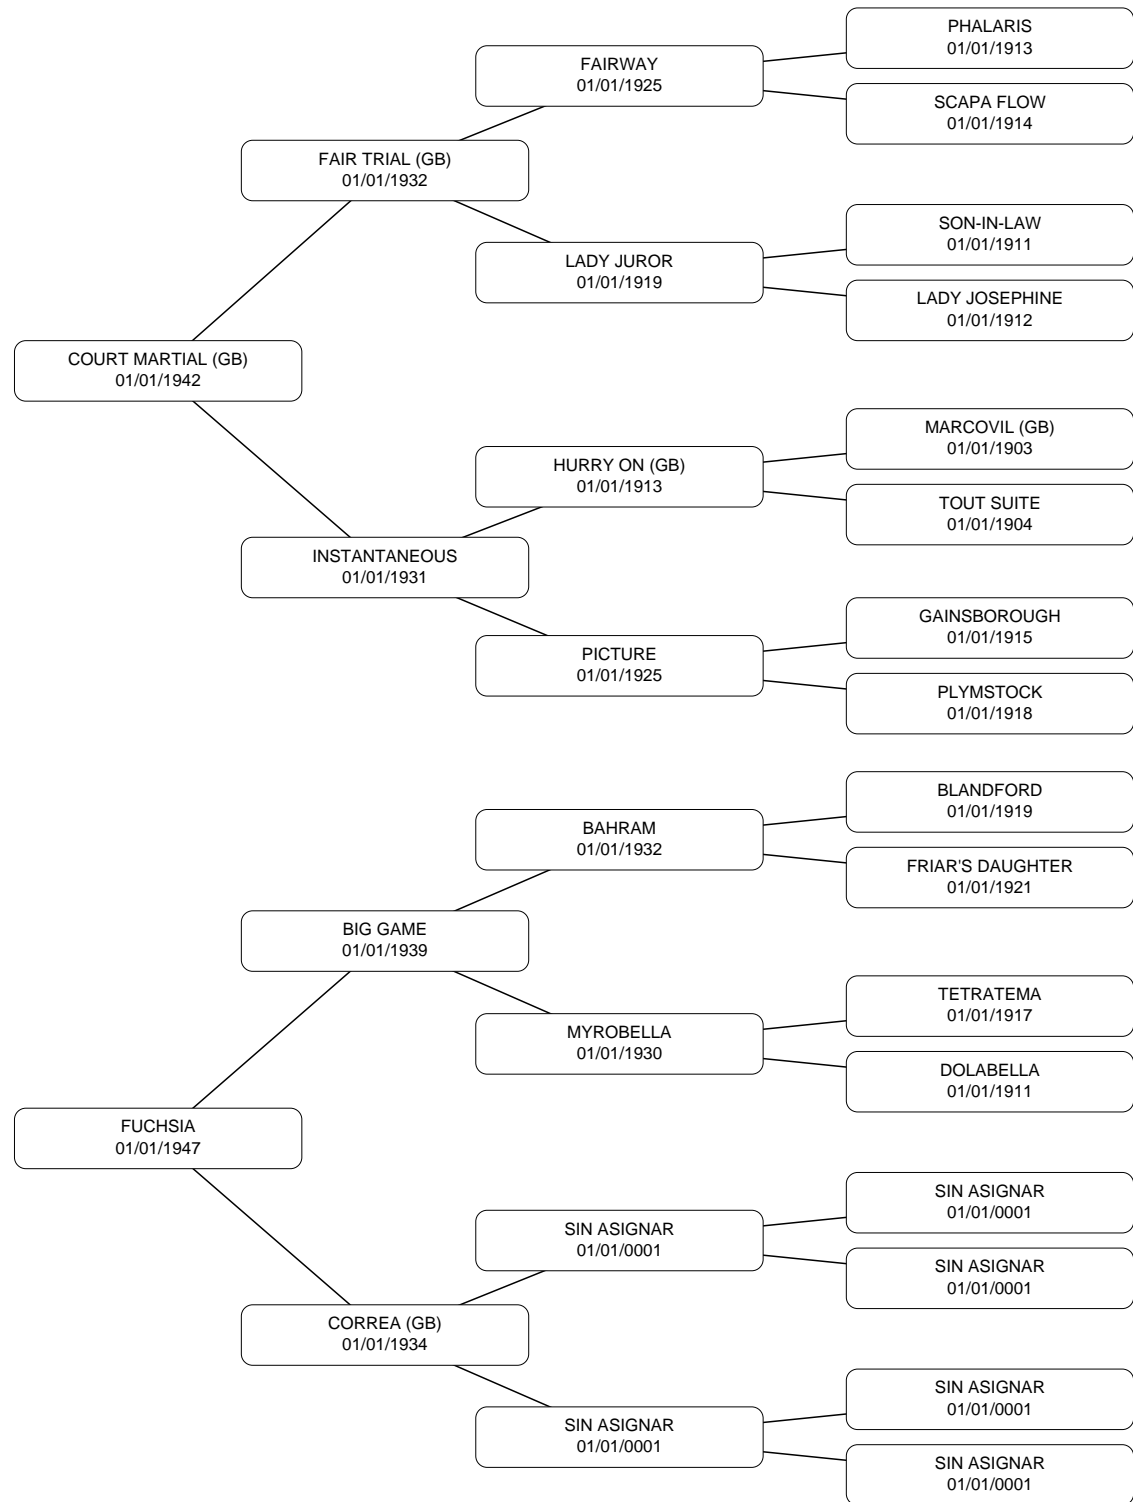 PHALARIS
01/01/1913
FAIRWAY
01/01/1925
SCAPA FLOW
01/01/1914
FAIR TRIAL (GB)
01/01/1932
SON-IN-LAW
01/01/1911
LADY JUROR
01/01/1919
LADY JOSEPHINE
01/01/1912
COURT MARTIAL (GB)
01/01/1942
MARCOVIL (GB)
01/01/1903
HURRY ON (GB)
01/01/1913
TOUT SUITE
01/01/1904
INSTANTANEOUS
01/01/1931
GAINSBOROUGH
01/01/1915
PICTURE
01/01/1925
PLYMSTOCK
01/01/1918
BLANDFORD
01/01/1919
BAHRAM
01/01/1932
FRIAR'S DAUGHTER
01/01/1921
BIG GAME
01/01/1939
TETRATEMA
01/01/1917
MYROBELLA
01/01/1930
DOLABELLA
01/01/1911
FUCHSIA
01/01/1947
SIN ASIGNAR
01/01/0001
SIN ASIGNAR
01/01/0001
SIN ASIGNAR
01/01/0001
CORREA (GB)
01/01/1934
SIN ASIGNAR
01/01/0001
SIN ASIGNAR
01/01/0001
SIN ASIGNAR
01/01/0001